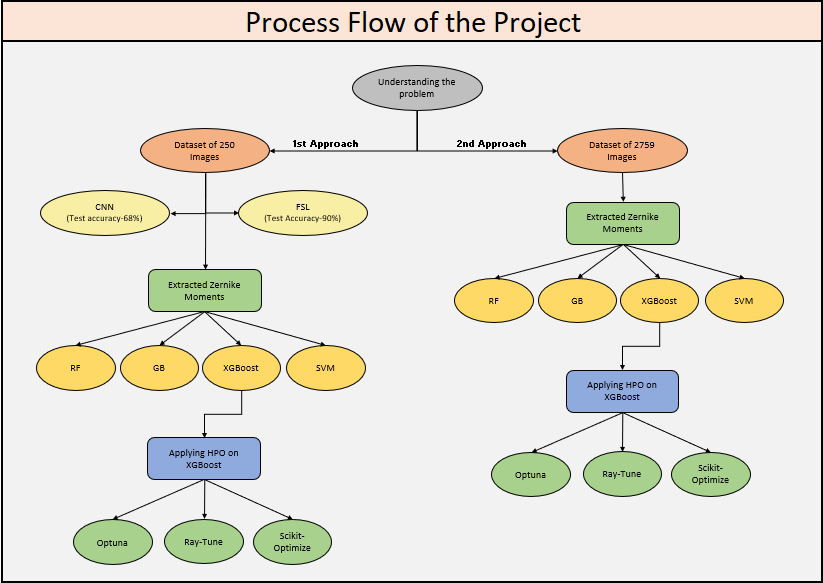 Process Flow of the Project
Understanding the
problem
1st Approach
2nd Approach
Dataset of 250
Images
Dataset of 2759
Images
CNN
(Test accuracy-68%)
FSL
(Test Accuracy-90%)
Extracted Zernike
Moments
Extracted Zernike
Moments
RF
GB
XGBoost
SVM
RF
GB
XGBoost
SVM
Applying HPO on
XGBoost
Applying HPO on
XGBoost
Optuna
Ray-Tune
Scikit-
Optimize
Optuna
Ray-Tune
Scikit-
Optimize